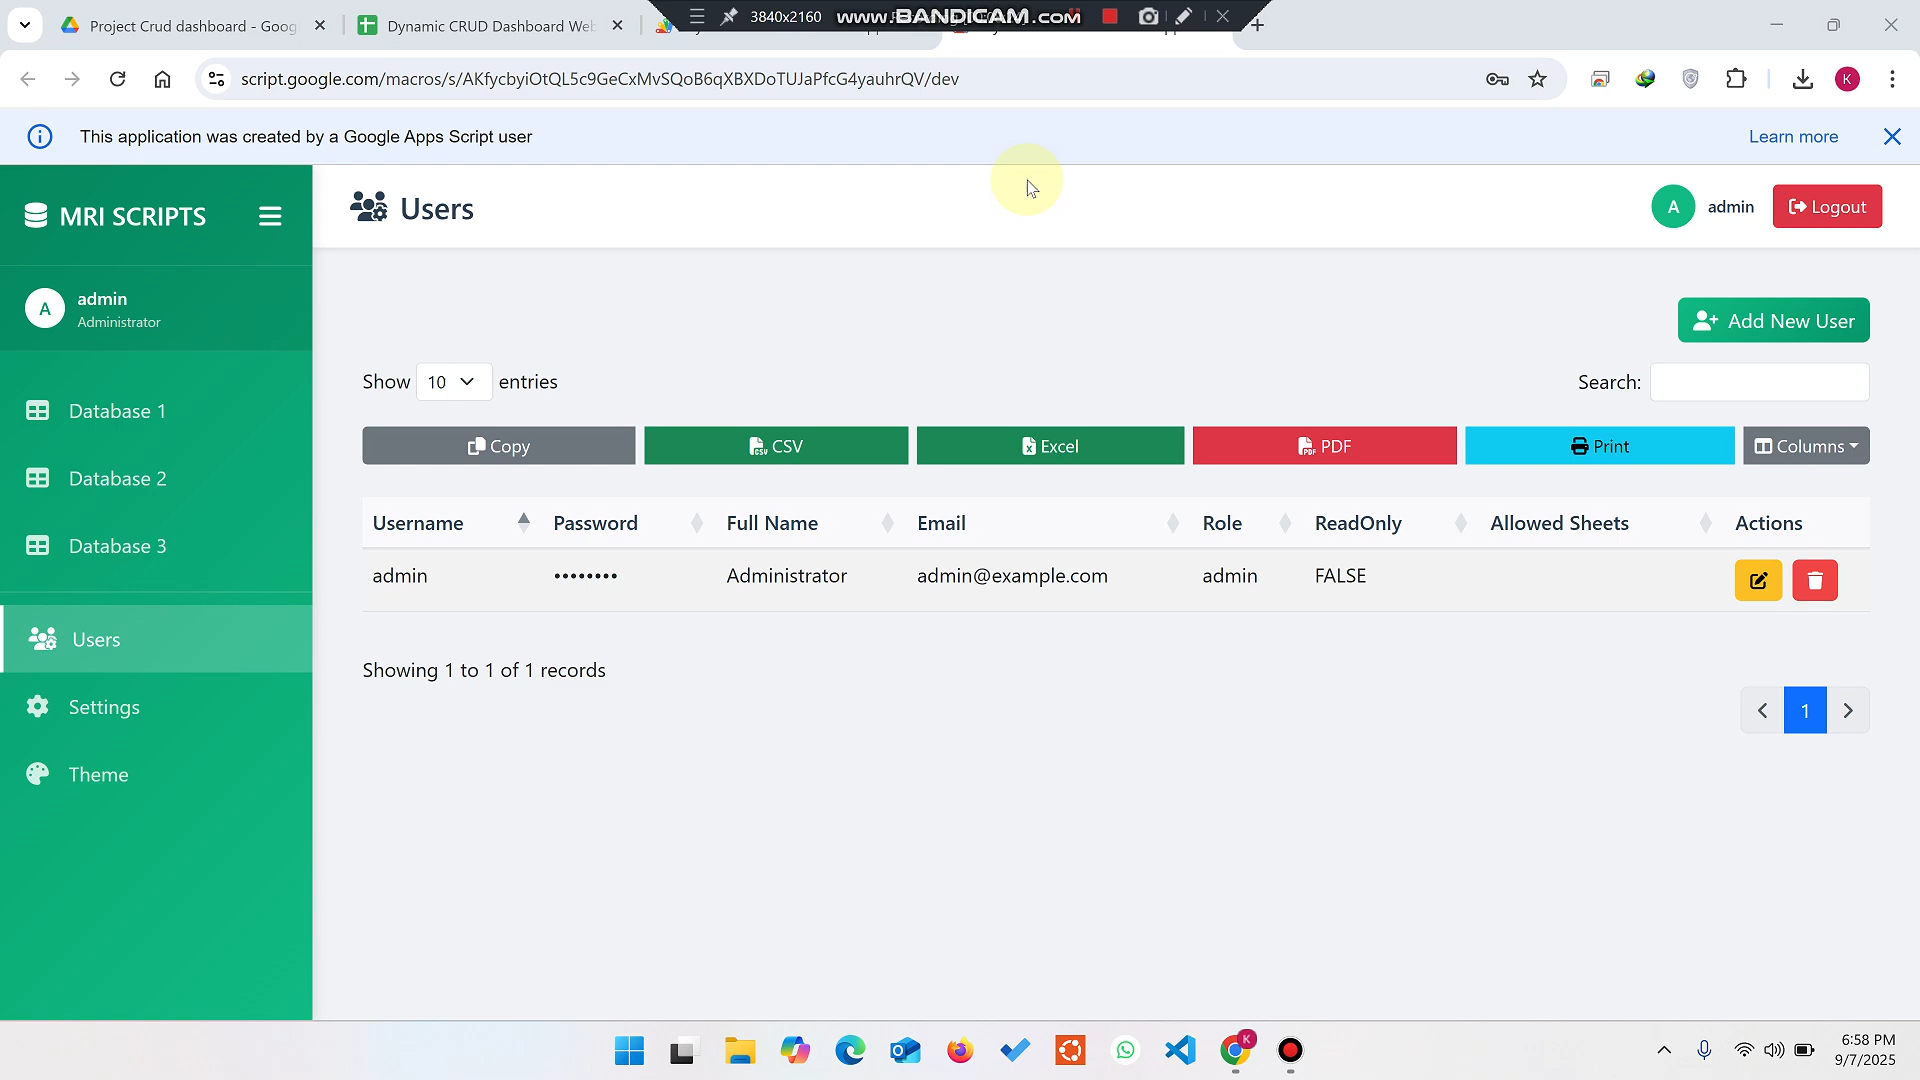 Project Crud dashboard - Goog
Dynamic CRUD Dashboard Web
3840x2160
www.BANDICAM.com
script.google.com/macros/s/AKfycbyiOtQL5c9GeCxMvSQoB6qXBXDoTUJaPfcG4yauhrQV/dev
K
This application was created by a Google Apps Script user
Learn more
MRI SCRIPTS
Users
A
admin
Logout
A
admin
Administrator
Add New User
Show 10 entries
Search:
Database 1
Copy
CSV
Excel
PDF
Print
Columns
Database 2
Username Password Full Name Email Role ReadOnly Allowed Sheets Actions
Database 3
admin •••••••• Administrator admin@example.com admin FALSE
Users
Showing 1 to 1 of 1 records
1
Settings
Theme
6:58 PM
9/7/2025